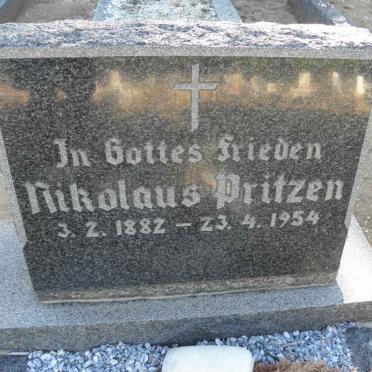 In Gottes Frieden
Nikolaus Pritzen
3. 2. 1882 – 23. 4. 1954